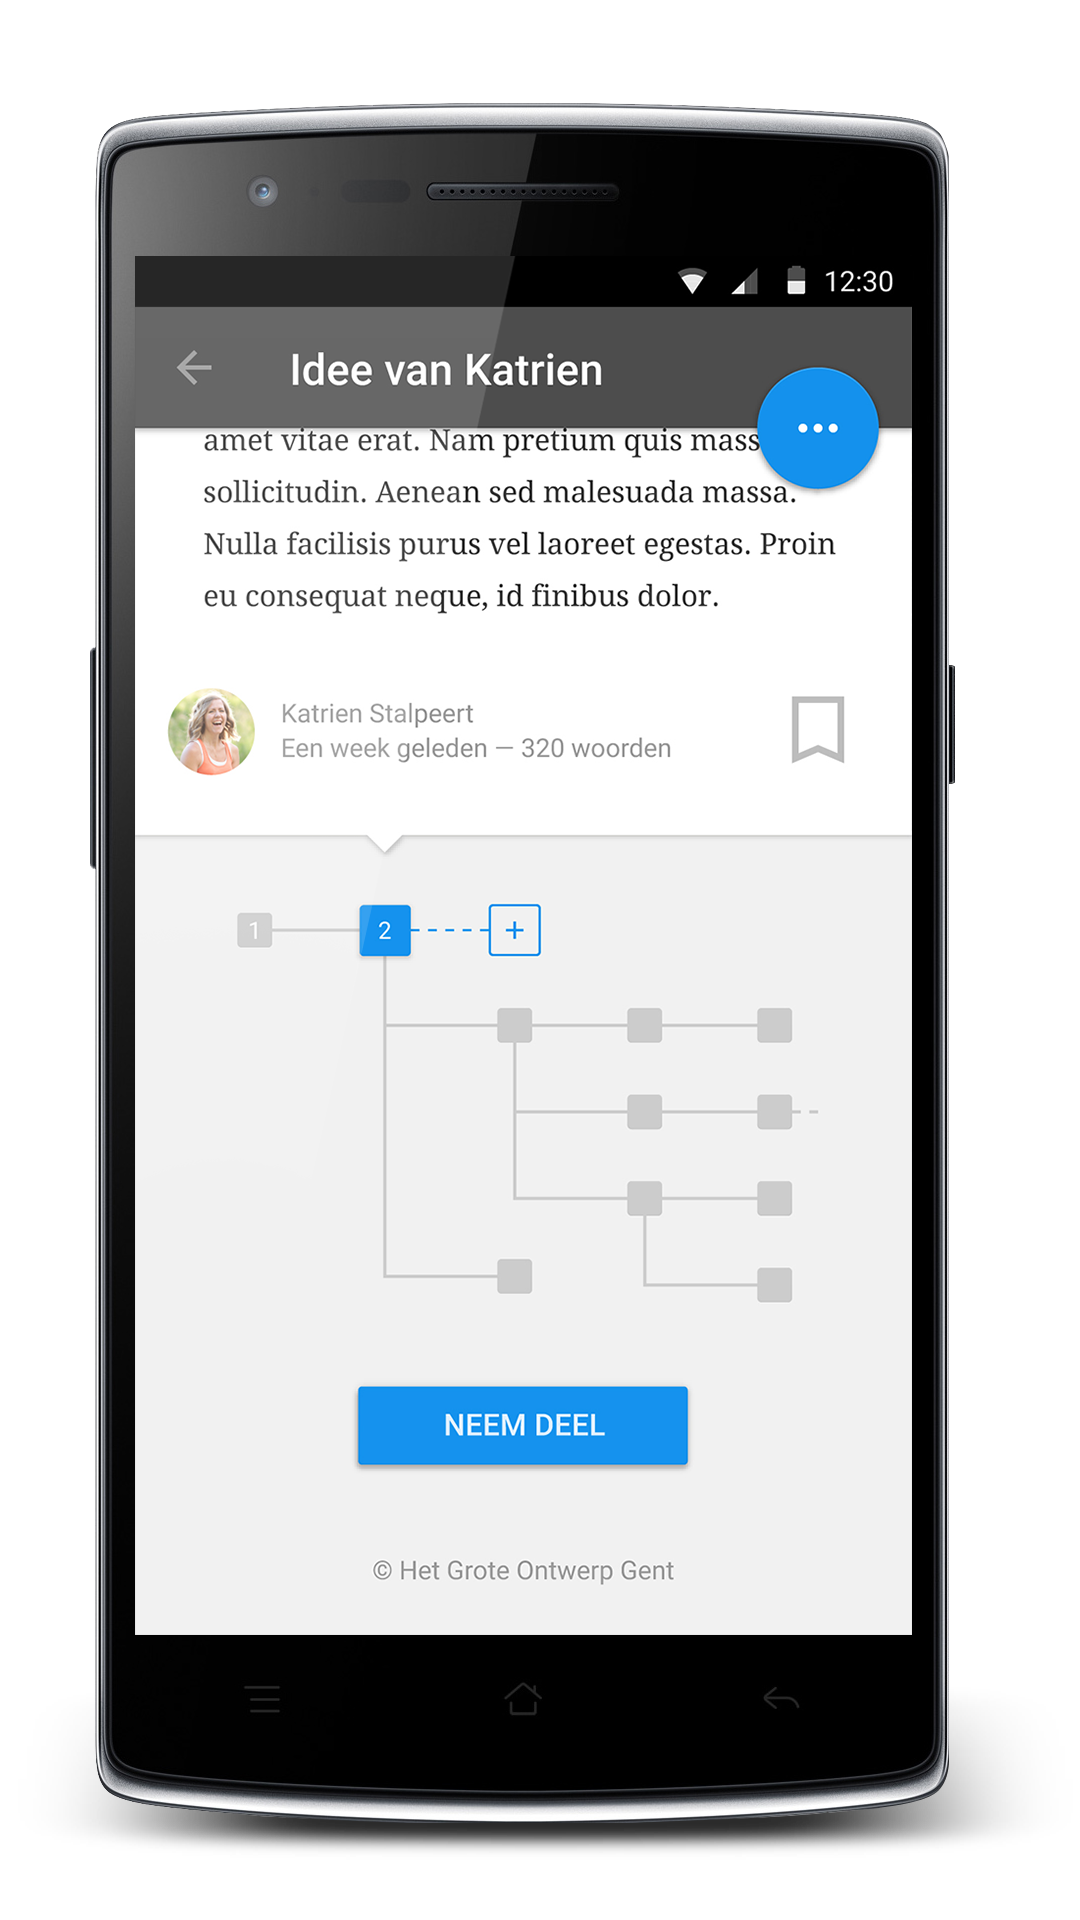 12:30
Idee van Katrien
amet vitae erat. Nam pretium quis mass
sollicitudin. Aenean sed malesuada massa.
Nulla facilisis purus vel laoreet egestas. Proin
eu consequat neque, id finibus dolor.
Katrien Stalpeert
Een week geleden — 320 woorden
1 2 +
NEEM DEEL
© Het Grote Ontwerp Gent